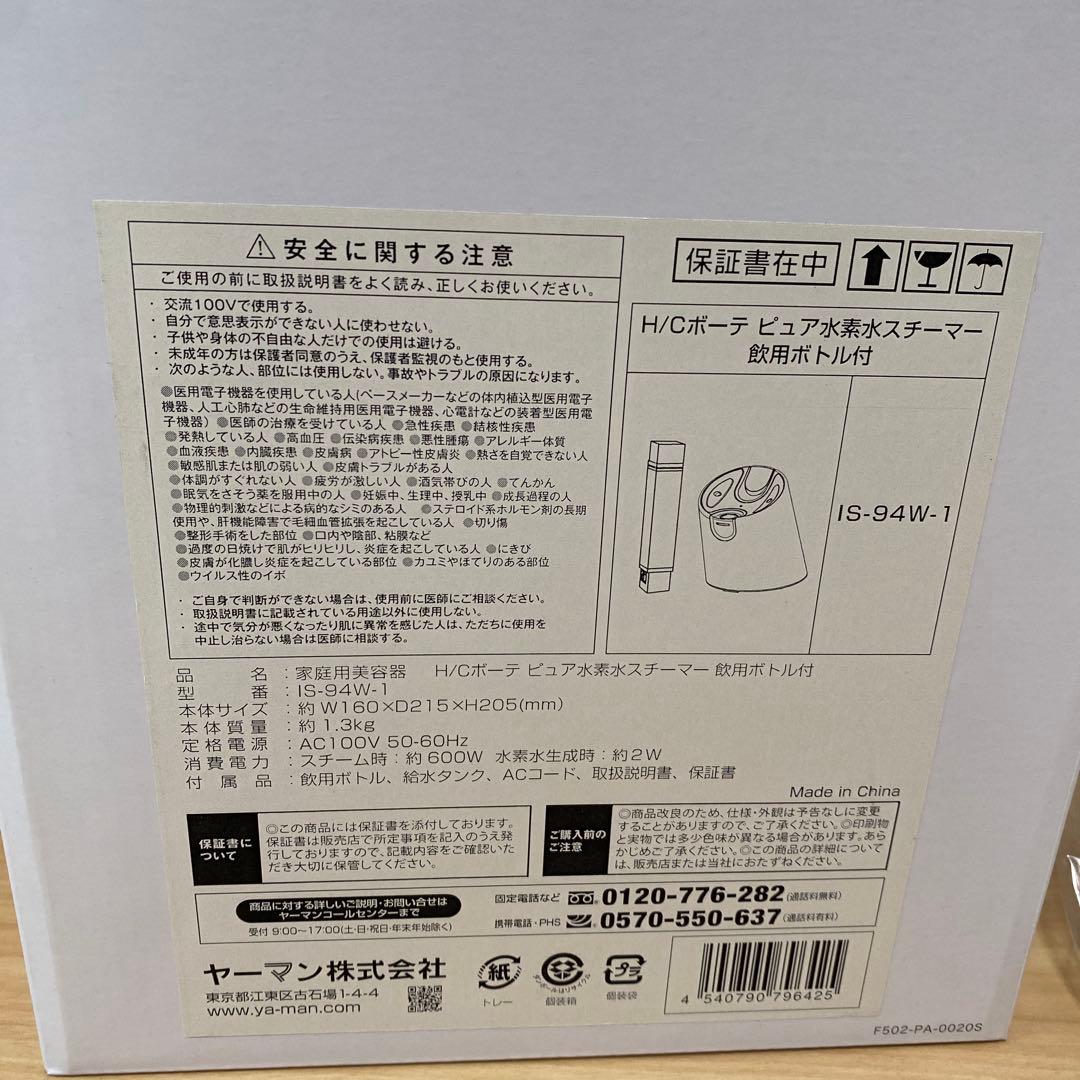 ⚠安全に関する注意
ご使用の前に取扱説明書をよく読み、正しくお使いください。
・交流100Vで使用する。
・自分で意思表示ができない人に使わせない。
・子供や身体の不自由な人だけでの使用は避ける。
・未成年の方は保護者同意のうえ、保護者監視のもと使用する。
・次のような人、部位には使用しない。事故やトラブルの原因になります。
●医用電子機器を使用している人(ペースメーカーなどの体内植込型医用電子
機器、人工心肺などの生命維持用医用電子機器、心電計などの装着型医用電
子機器) ●医師の治療を受けている人 ●急性疾患 ●結核性疾患
●発熱している人 ●高血圧 ●伝染病疾患 ●悪性腫瘍 ●アレルギー体質
●血液疾患 ●内臓疾患 ●皮膚病 ●アトピー性皮膚炎 ●熱さを自覚できない人
●敏感肌または肌の弱い人 ●皮膚トラブルがある人
●体調がすぐれない人 ●疲労が激しい人 ●酒気帯びの人 ●てんかん
●眠気をさそう薬を服用中の人 ●妊娠中、生理中、授乳中 ●成長過程の人
●物理的刺激などによる病的なシミのある人 ●ステロイド系ホルモン剤の長期
使用や、肝機能障害で毛細血管拡張を起こしている人 ●切り傷
●整形手術をした部位 ●口内や陰部、粘膜など
●過度の日焼けで肌がヒリヒリし、炎症を起こしている人 ●にきび
●皮膚が化膿し炎症を起こしている部位 ●カユミやほてりのある部位
●ウイルス性のイボ
・ご自身で判断ができない場合は、使用前に医師にご相談ください。
・取扱説明書に記載されている用途以外に使用しない。
・途中で気分が悪くなったり肌に異常を感じた人は、ただちに使用を
中止し治らない場合は医師に相談する。
保証書在中
H/Cボーテ ピュア水素水スチーマー
飲用ボトル付
IS-94W-1
品名:家庭用美容器 H/Cボーテ ピュア水素水スチーマー 飲用ボトル付
型番:IS-94W-1
本体サイズ:約 W160×D215×H205(mm)
本体質量:約 1.3kg
定格電源:AC100V 50-60Hz
消費電力:スチーム時:約 600W 水素水生成時:約 2W
付属品:飲用ボトル、給水タンク、ACコード、取扱説明書、保証書
Made in China
保証書に
ついて
◎この商品には保証書を添付しております。
保証書は販売店で所定事項を記入のうえ発
行しておりますので、記載内容をご確認いた
だき大切に保管してください。
ご購入前の
ご注意
◎商品改良のため、仕様・外観は予告なしに変更
することがありますので、ご了承ください。◎印刷物
と実物では多少色味が異なる場合があります。あら
かじめご了承ください。◎この商品の詳細について
は、販売店または当社におたずねください。
商品に対する詳しいご説明・お問い合せは
ヤーマンコールセンターまで
受付 9:00~17:00(土・日・祝日・年末年始除く)
固定電話など 0120-776-282(通話料無料)
携帯電話・PHS 0570-550-637(通話料有料)
ヤーマン株式会社
東京都江東区古石場1-4-4
www.ya-man.com
紙
トレー
ダンボールはリサイクル
個装箱
プラ
個装袋
4 540790 796425
F502-PA-0020S